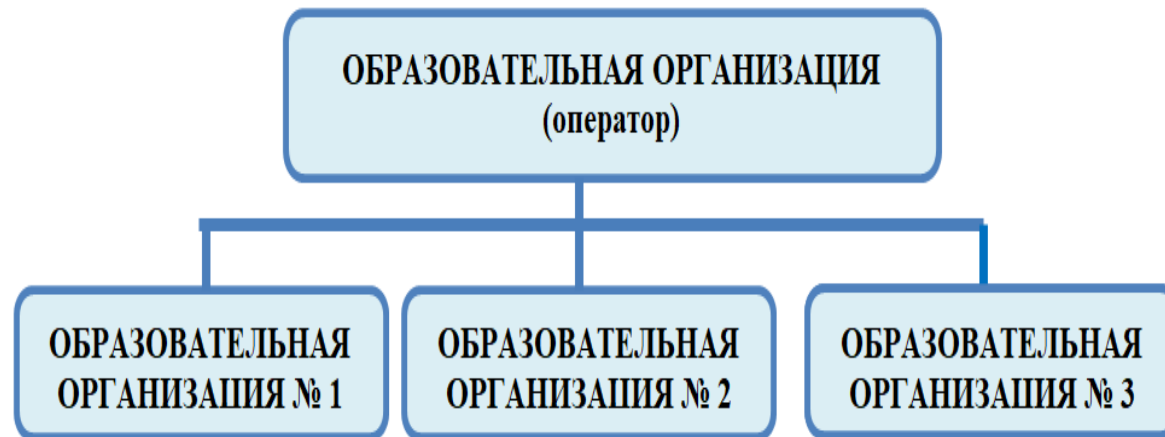 ОБРАЗОВАТЕЛЬНАЯ ОРГАНИЗАЦИЯ
(оператор)
ОБРАЗОВАТЕЛЬНАЯ
ОРГАНИЗАЦИЯ № 1
ОБРАЗОВАТЕЛЬНАЯ
ОРГАНИЗАЦИЯ № 2
ОБРАЗОВАТЕЛЬНАЯ
ОРГАНИЗАЦИЯ № 3